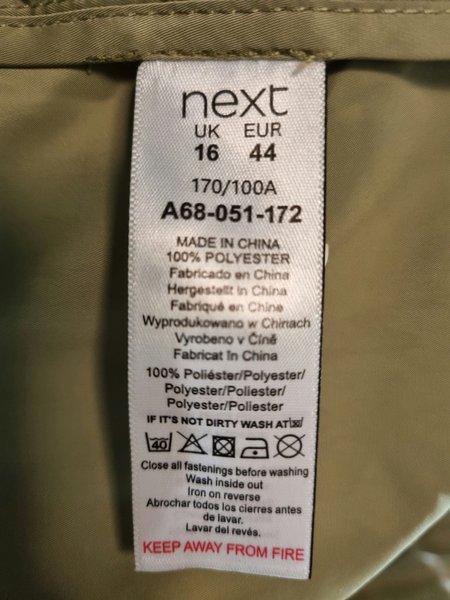 next
UK EUR
16 44
170/100A
A68-051-172
MADE IN CHINA
100% POLYESTER
Fabricado en China
Hergestellt in China
Fabriqué en Chine
Wyprodukowano w Chinach
Vyrobeno v Číně
Fabricat în China
100% Poliéster/Polyester/
Polyester/Poliester/
Polyester/Poliester
IF IT'S NOT DIRTY WASH AT
40
Close all fastenings before washing
Wash inside out
Iron on reverse
Abrochar todos los cierres antes
de lavar.
Lavar del revés.
KEEP AWAY FROM FIRE